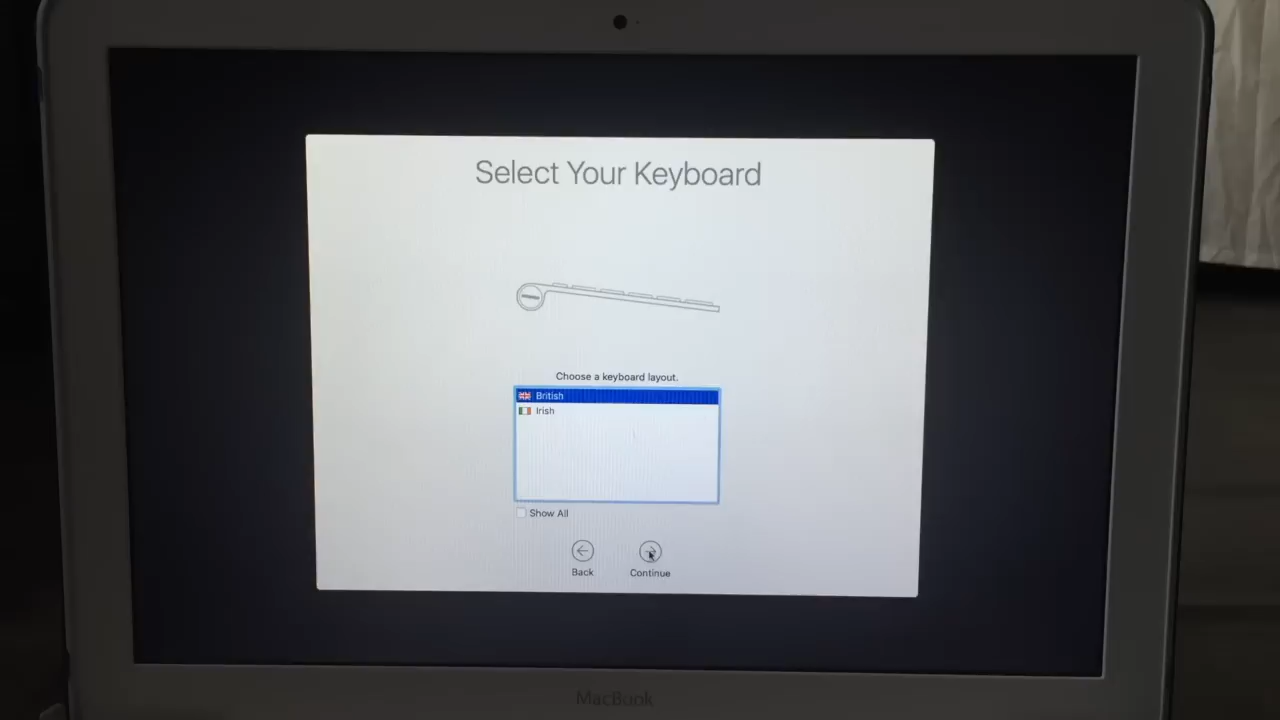 Select Your Keyboard
Choose a keyboard layout.
British
Irish
Show All
Back
Continue
MacBook